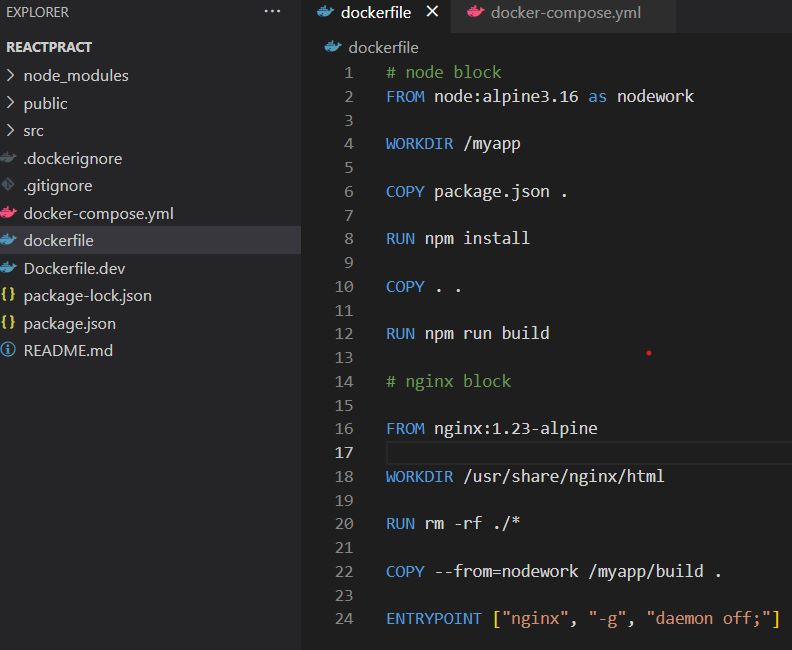 EXPLORER
···
REACTPRACT
node_modules
public
src
.dockerignore
.gitignore
docker-compose.yml
dockerfile
Dockerfile.dev
package-lock.json
package.json
README.md
dockerfile
docker-compose.yml
dockerfile
1 # node block
2 FROM node:alpine3.16 as nodework
3
4 WORKDIR /myapp
5
6 COPY package.json .
7
8 RUN npm install
9
10 COPY . .
11
12 RUN npm run build
13
14 # nginx block
15
16 FROM nginx:1.23-alpine
17
18 WORKDIR /usr/share/nginx/html
19
20 RUN rm -rf ./*
21
22 COPY --from=nodework /myapp/build .
23
24 ENTRYPOINT ["nginx", "-g", "daemon off;"]